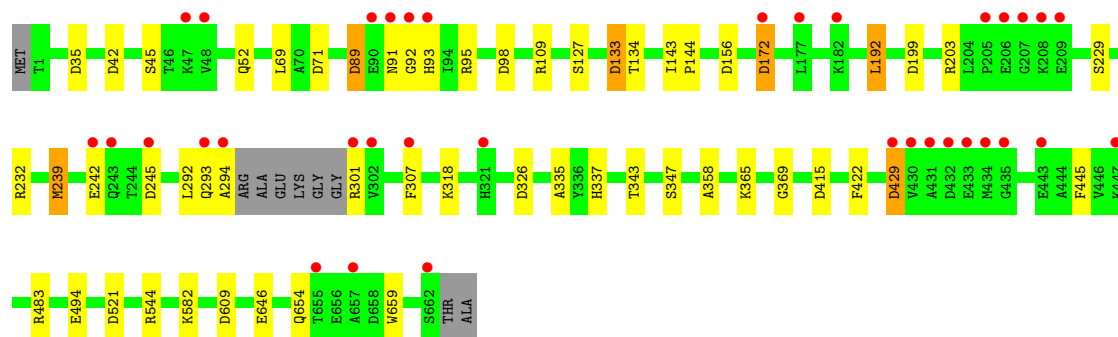 MET T1 D35 D42 S45 T46 K47 V48 Q52 L69 A70 D71 D89 E90 N91 G92 H93 I94 R95 D98 R109 S127 D133 T134 I143 P144 D156 D172 L177 K182 L192 D199 R203 L204 P205 E206 G207 K208 E209 S229
R232 M239 E242 Q243 T244 D245 L292 Q293 A294 ARG ALA GLU LYS GLY GLY R301 V302 F307 K318 H321 D326 A335 Y336 H337 T343 S347 A358 K365 G369 D415 F422 D429 V430 A431 D432 E433 M434 G435 E443 A444 F445 V446
R483 E494 D521 R544 K582 D609 E646 Q654 T655 E656 A657 D658 W659 S662 THR ALA